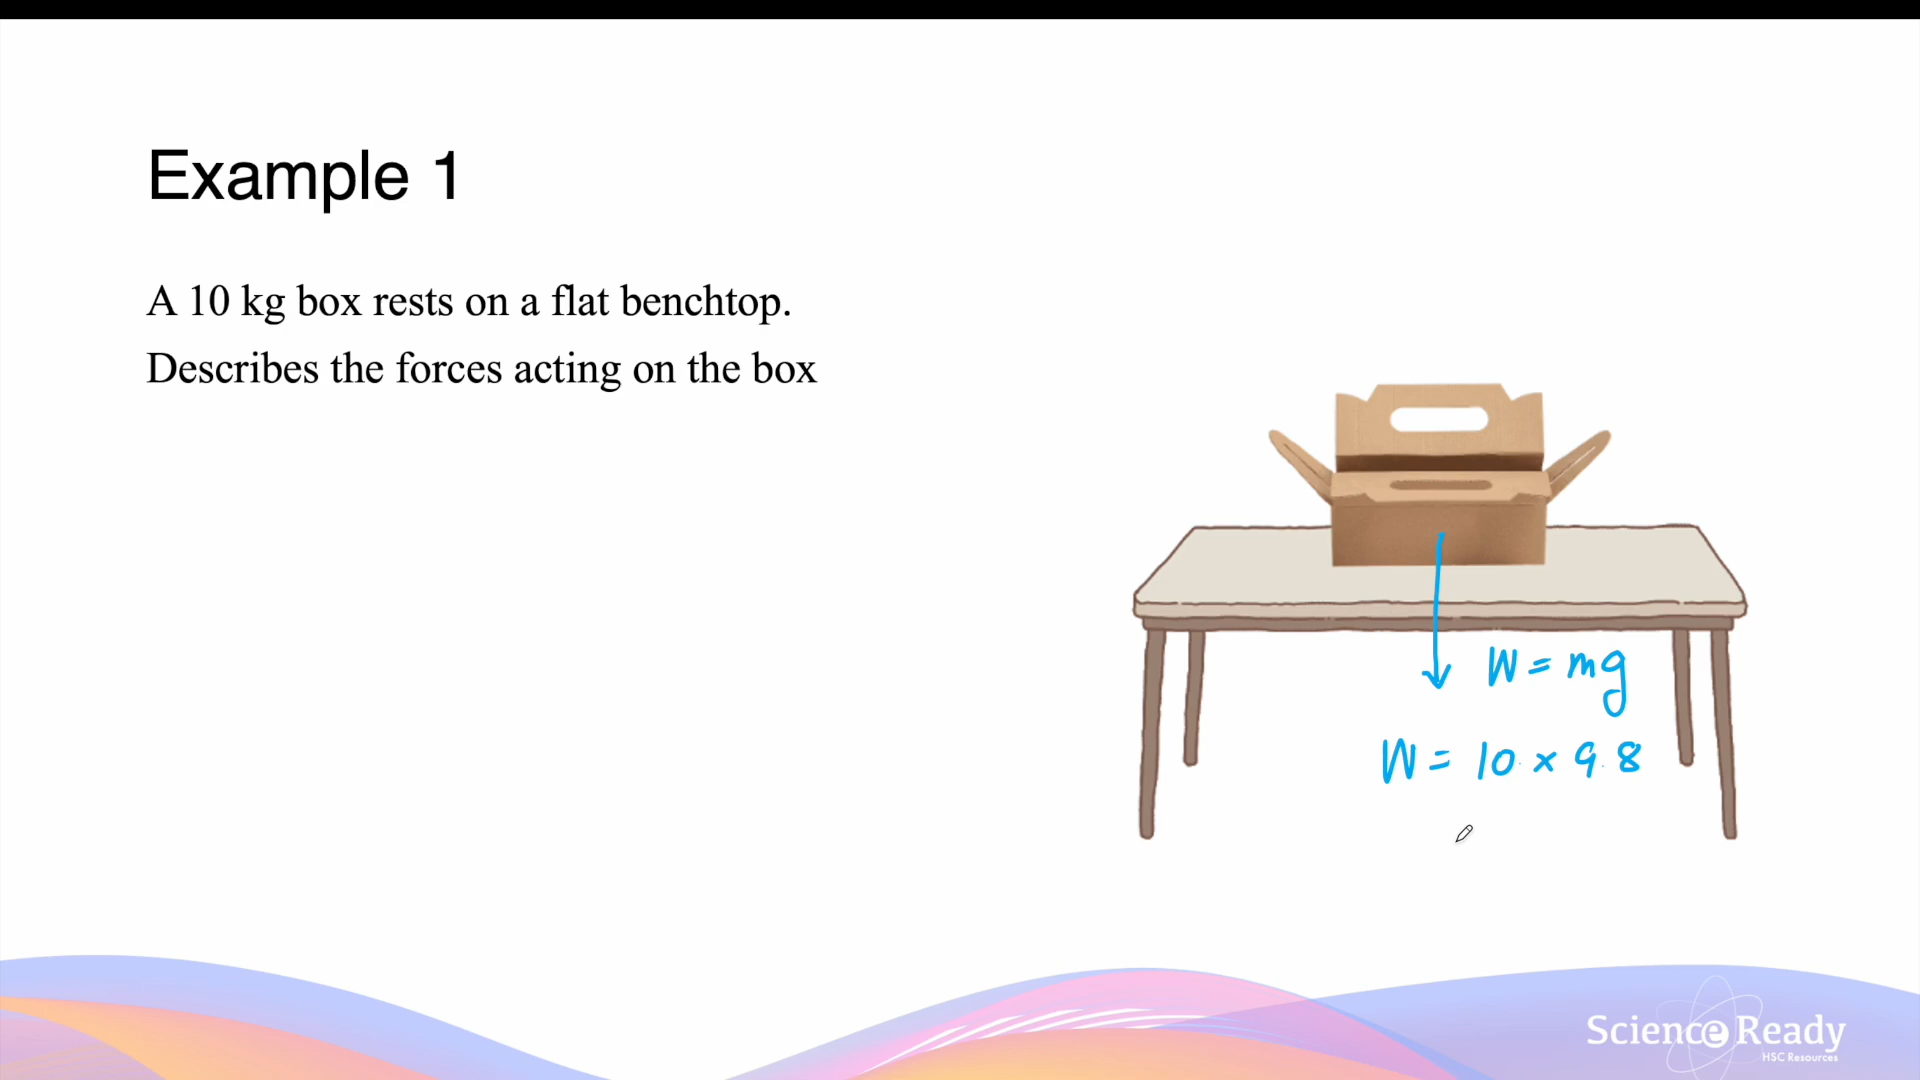 Example 1
A 10 kg box rests on a flat benchtop.
Describes the forces acting on the box
W = mg
W = 10 × 9.8
Science Ready
HSC Resources